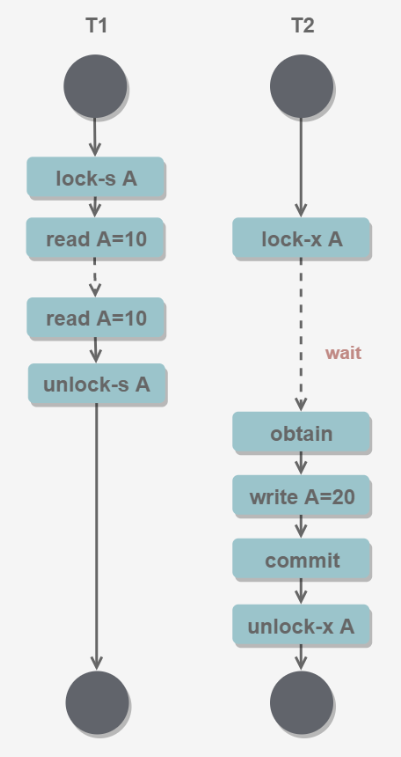 T1
T2
lock-s A
read A=10
lock-x A
read A=10
wait
unlock-s A
obtain
write A=20
commit
unlock-x A